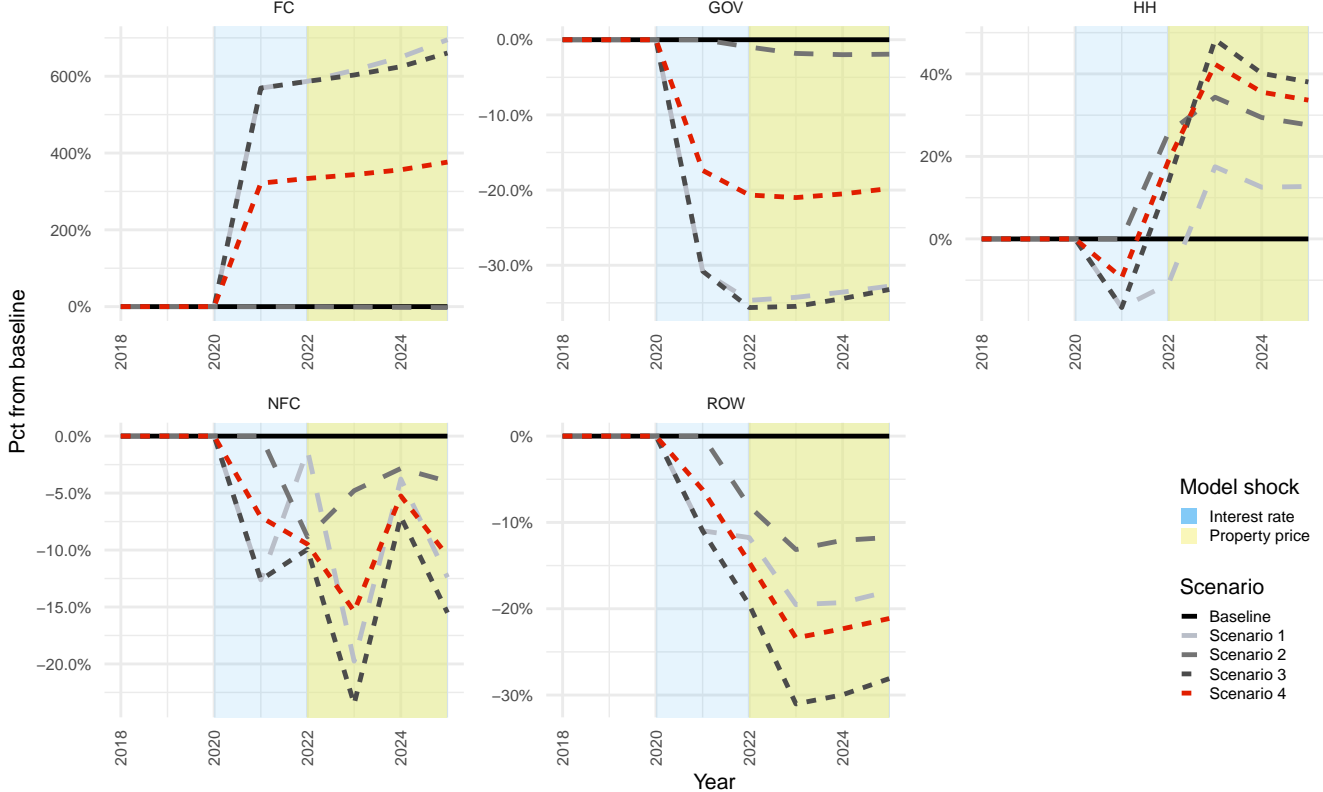 FC
GOV
HH
600%
400%
200%
0%
0.0%
−10.0%
−20.0%
−30.0%
40%
20%
0%
2018
2020
2022
2024
2018
2020
2022
2024
2018
2020
2022
2024
Pct from baseline
NFC
ROW
0.0%
−5.0%
−10.0%
−15.0%
−20.0%
0%
−10%
−20%
−30%
2018
2020
2022
2024
2018
2020
2022
2024
Year
Model shock
Interest rate
Property price
Scenario
Baseline
Scenario 1
Scenario 2
Scenario 3
Scenario 4